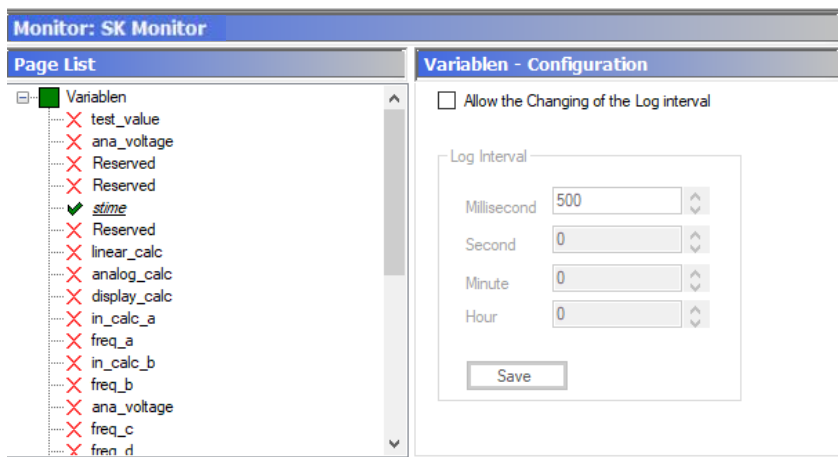 Monitor: SK Monitor
Page List
Variablen
test_value
ana_voltage
Reserved
Reserved
stime
Reserved
linear_calc
analog_calc
display_calc
in_calc_a
freq_a
in_calc_b
freq_b
ana_voltage
freq_c
freq_d
Variablen - Configuration
Allow the Changing of the Log interval
Log Interval
Millisecond 500
Second 0
Minute 0
Hour 0
Save